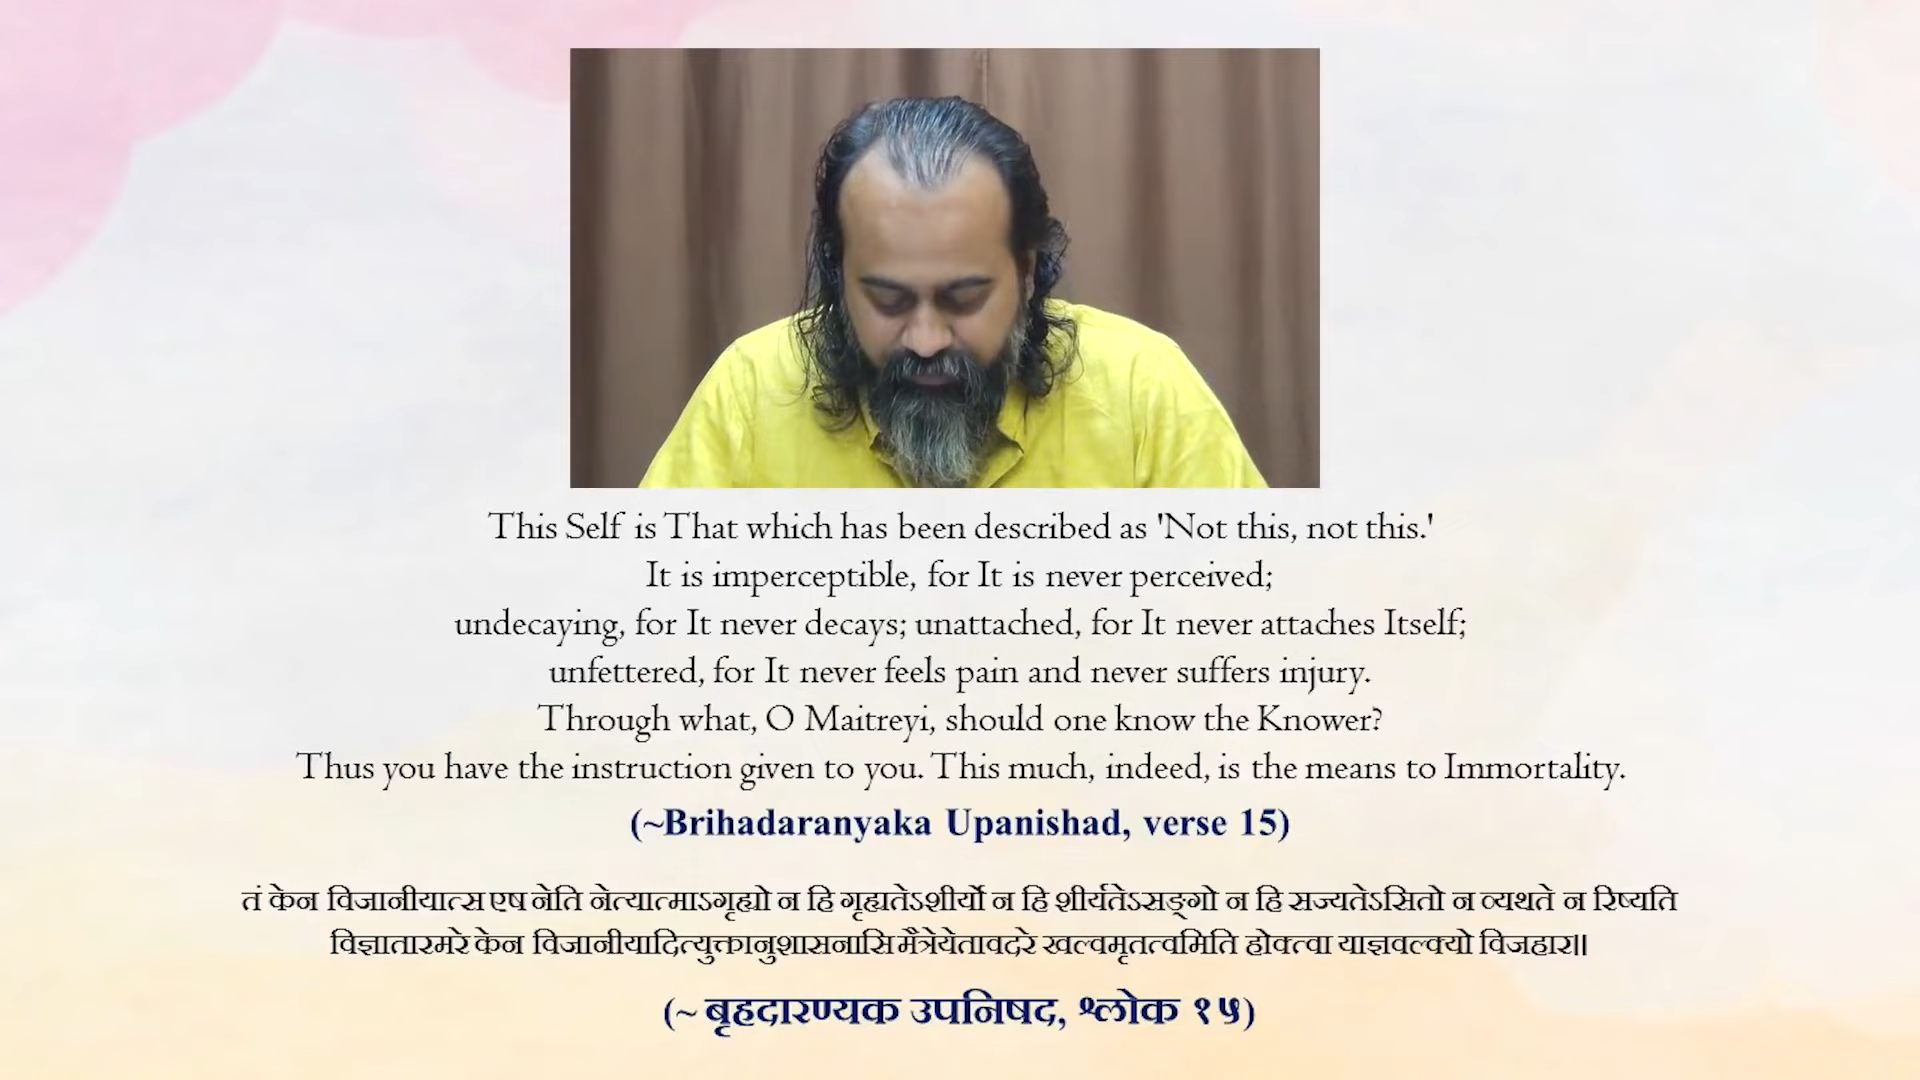 This Self is That which has been described as 'Not this, not this.'
It is imperceptible, for It is never perceived;
undecaying, for It never decays; unattached, for It never attaches Itself;
unfettered, for It never feels pain and never suffers injury.
Through what, O Maitreyi, should one know the Knower?
Thus you have the instruction given to you. This much, indeed, is the means to Immortality.
(~Brihadaranyaka Upanishad, verse 15)
तं केन विजानीयात्स एष नेति नेत्यात्माऽगृह्यो न हि गृह्यतेऽशीर्यो न हि शीर्यतेऽसङ्गो न हि सज्यतेऽसितो न व्यथते न रिष्यति
विज्ञातारमरे केन विजानीयादित्युक्तानुशासनासि मैत्रेयेतावदरे खल्वमृतत्वमिति होक्त्वा याज्ञवल्क्यो विजहार॥
(~ बृहदारण्यक उपनिषद, श्लोक १५)